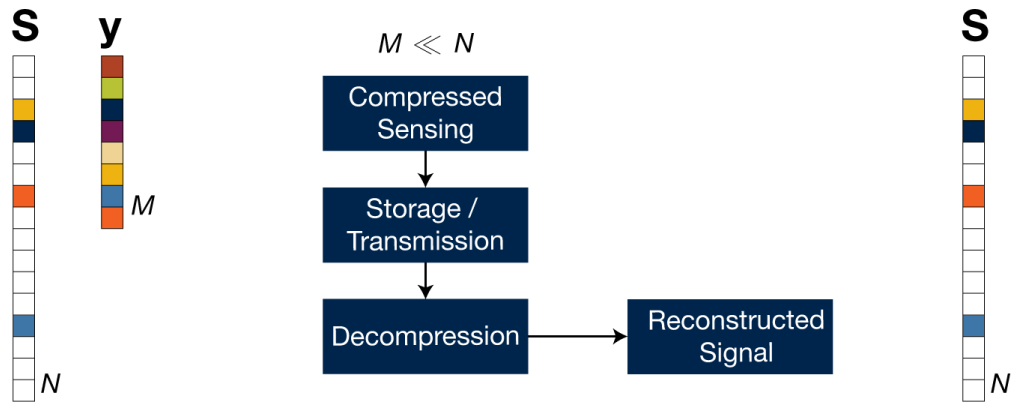 S
y
M ≪ N
S
Compressed
Sensing
M
Storage /
Transmission
Decompression
Reconstructed
Signal
N
N